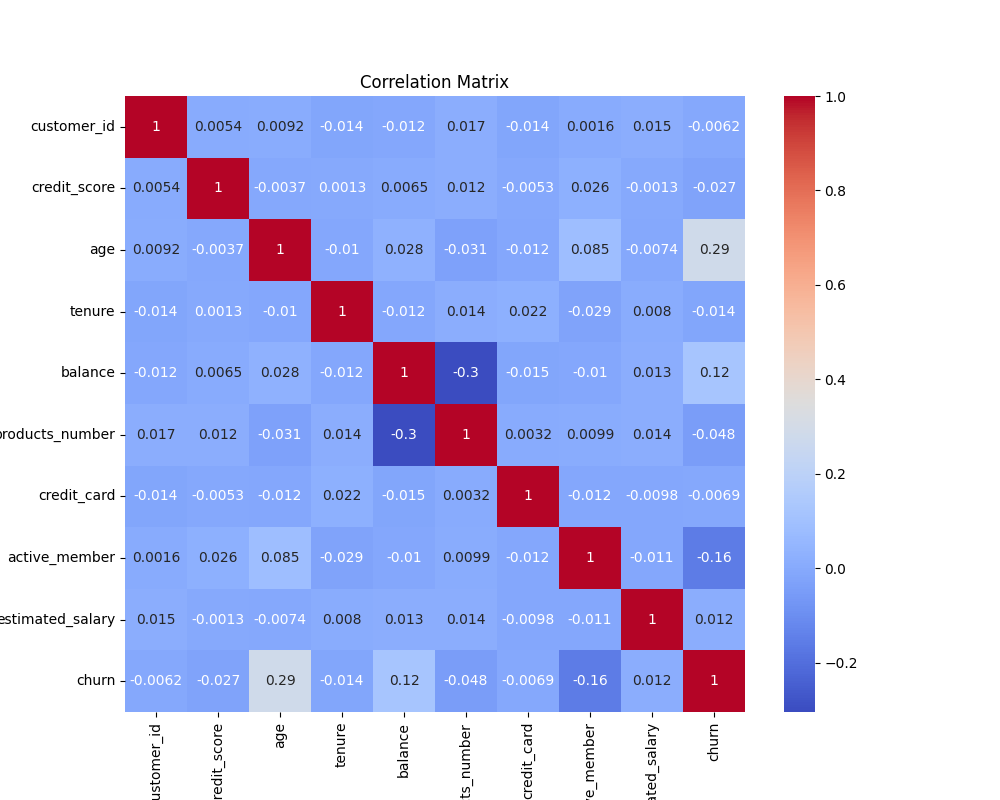 Correlation Matrix
customer_id 1 0.0054 0.0092 -0.014 -0.012 0.017 -0.014 0.0016 0.015 -0.0062
credit_score 0.0054 1 -0.0037 0.0013 0.0065 0.012 -0.0053 0.026 -0.0013 -0.027
age 0.0092 -0.0037 1 -0.01 0.028 -0.031 -0.012 0.085 -0.0074 0.29
tenure -0.014 0.0013 -0.01 1 -0.012 0.014 0.022 -0.029 0.008 -0.014
balance -0.012 0.0065 0.028 -0.012 1 -0.3 -0.015 -0.01 0.013 0.12
products_number 0.017 0.012 -0.031 0.014 -0.3 1 0.0032 0.0099 0.014 -0.048
credit_card -0.014 -0.0053 -0.012 0.022 -0.015 0.0032 1 -0.012 -0.0098 -0.0069
active_member 0.0016 0.026 0.085 -0.029 -0.01 0.0099 -0.012 1 -0.011 -0.16
estimated_salary 0.015 -0.0013 -0.0074 0.008 0.013 0.014 -0.0098 -0.011 1 0.012
churn -0.0062 -0.027 0.29 -0.014 0.12 -0.048 -0.0069 -0.16 0.012 1
ustomer_id
redit_score
age
tenure
balance
ts_number
credit_card
ve_member
ated_salary
churn
1.0
0.8
0.6
0.4
0.2
0.0
-0.2